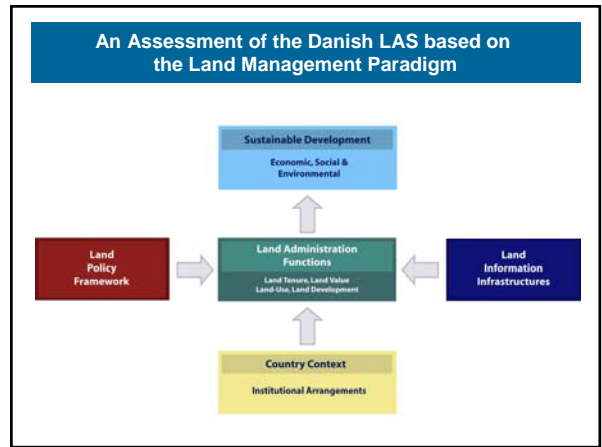 An Assessment of the Danish LAS based on
the Land Management Paradigm
Sustainable Development
Economic, Social &
Environmental
Land
Policy
Framework
Land Administration
Functions
Land Tenure, Land Value
Land-Use, Land Development
Land
Information
Infrastructures
Country Context
Institutional Arrangements